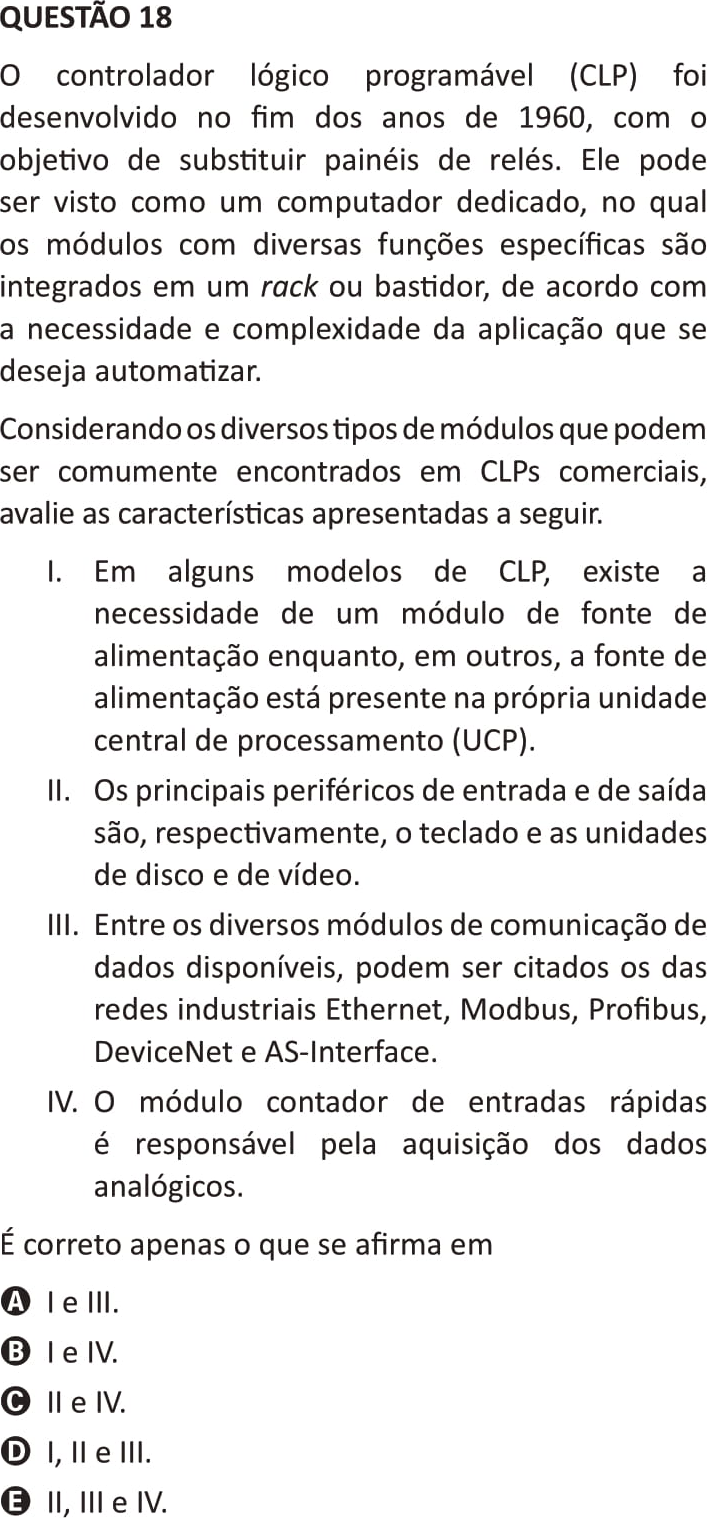 QUESTÃO 18
O controlador lógico programável (CLP) foi
desenvolvido no fim dos anos de 1960, com o
objetivo de substituir painéis de relés. Ele pode
ser visto como um computador dedicado, no qual
os módulos com diversas funções específicas são
integrados em um rack ou bastidor, de acordo com
a necessidade e complexidade da aplicação que se
deseja automatizar.
Considerando os diversos tipos de módulos que podem
ser comumente encontrados em CLPs comerciais,
avalie as características apresentadas a seguir.
I. Em alguns modelos de CLP, existe a
necessidade de um módulo de fonte de
alimentação enquanto, em outros, a fonte de
alimentação está presente na própria unidade
central de processamento (UCP).
II. Os principais periféricos de entrada e de saída
são, respectivamente, o teclado e as unidades
de disco e de vídeo.
III. Entre os diversos módulos de comunicação de
dados disponíveis, podem ser citados os das
redes industriais Ethernet, Modbus, Profibus,
DeviceNet e AS-Interface.
IV. O módulo contador de entradas rápidas
é responsável pela aquisição dos dados
analógicos.
É correto apenas o que se afirma em
A I e III.
B I e IV.
C II e IV.
D I, II e III.
E II, III e IV.